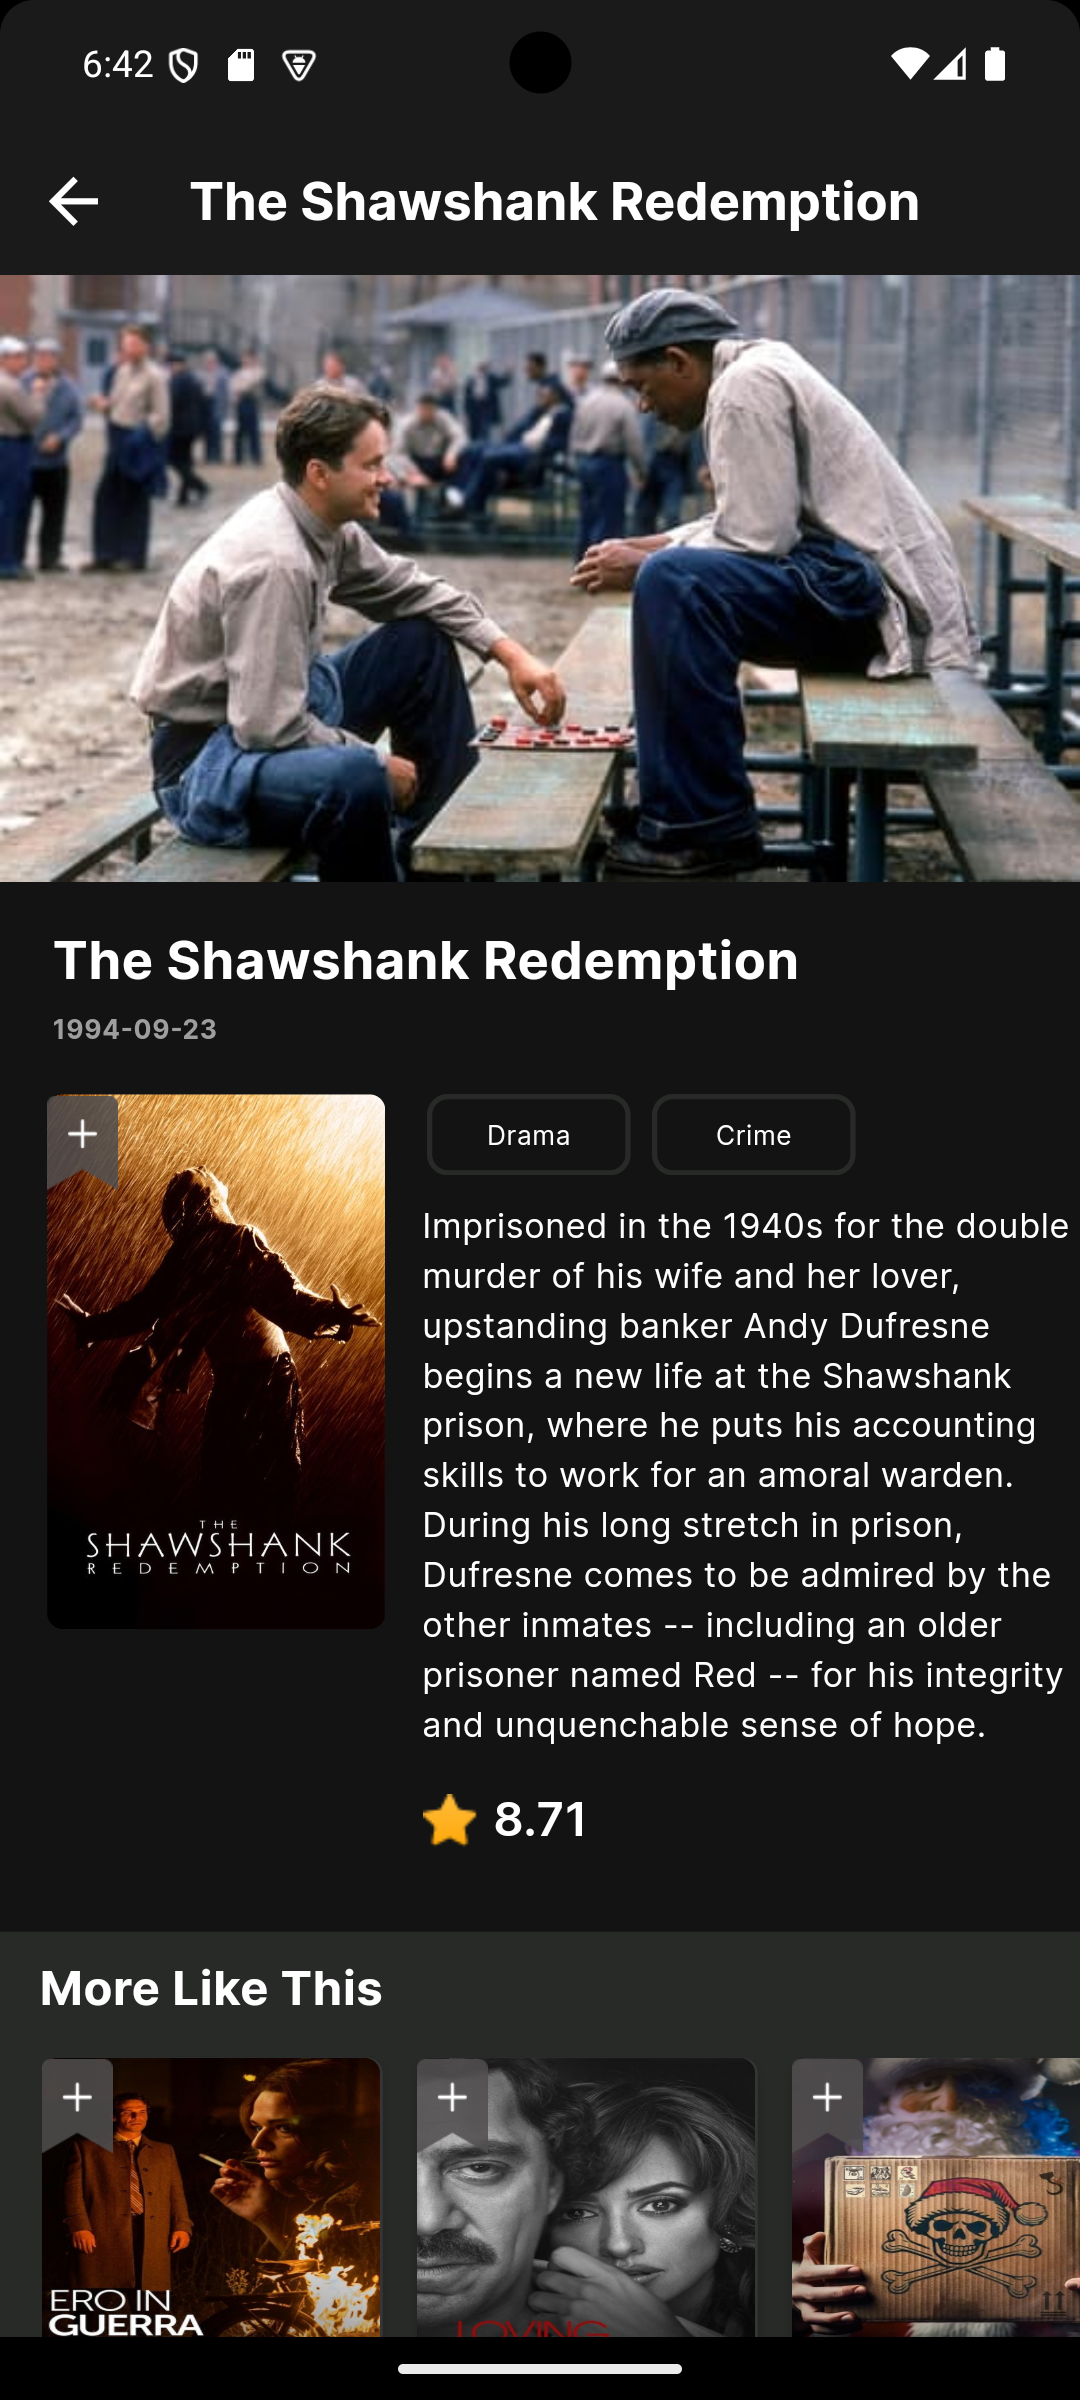 6:42
The Shawshank Redemption
The Shawshank Redemption
1994-09-23
THE
SHAWSHANK
REDEMPTION
Drama
Crime
Imprisoned in the 1940s for the double
murder of his wife and her lover,
upstanding banker Andy Dufresne
begins a new life at the Shawshank
prison, where he puts his accounting
skills to work for an amoral warden.
During his long stretch in prison,
Dufresne comes to be admired by the
other inmates -- including an older
prisoner named Red -- for his integrity
and unquenchable sense of hope.
8.71
More Like This
ERO IN
GUERRA
LOVING